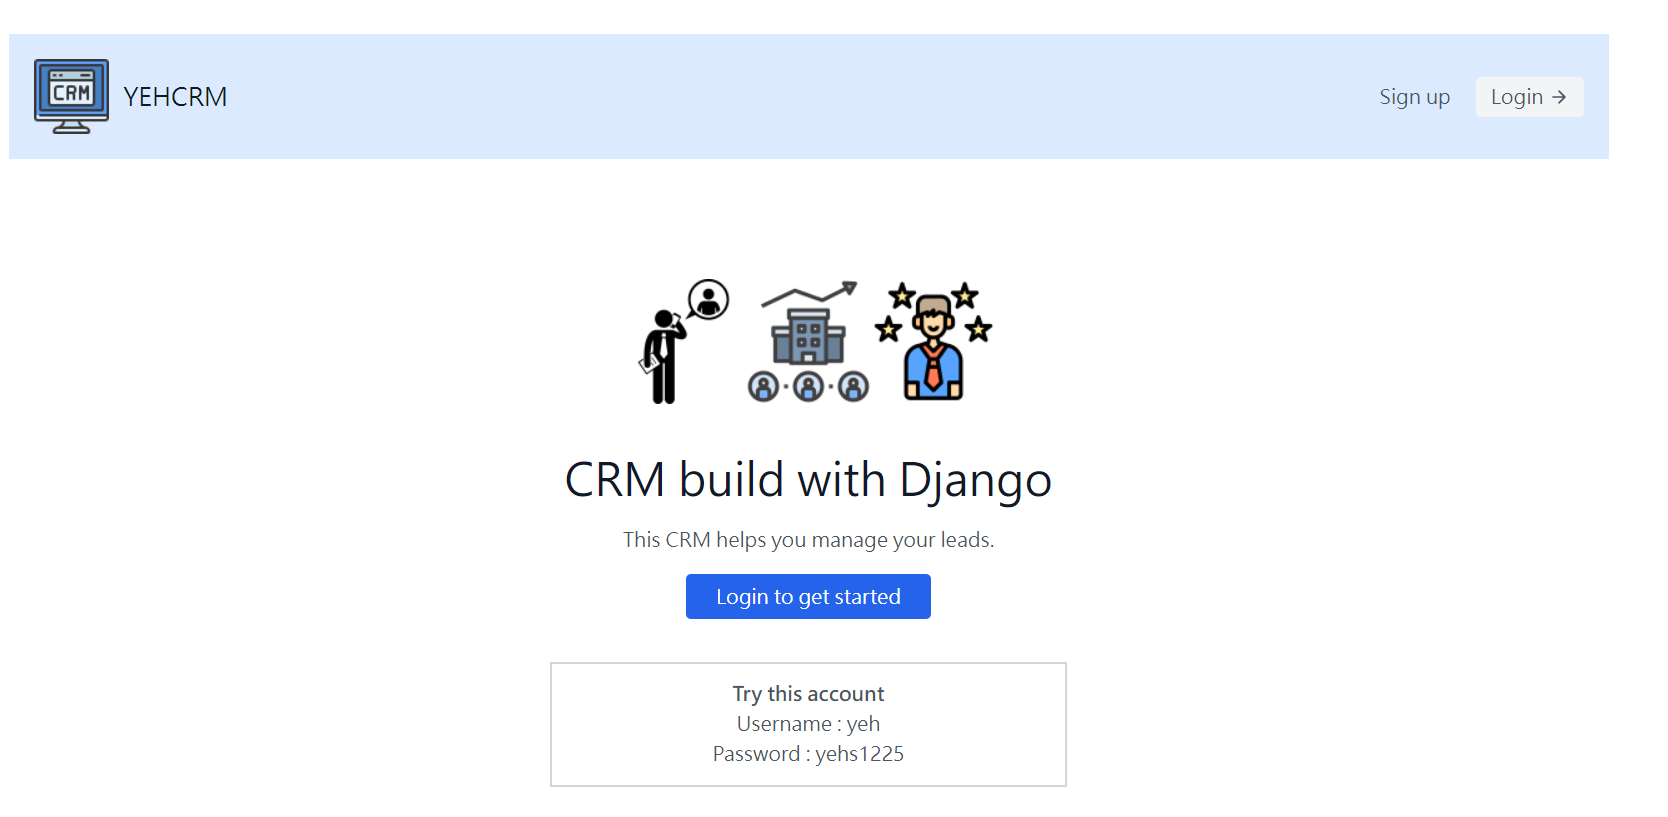 CRM
YEHCRM
Sign up
Login →
CRM build with Django
This CRM helps you manage your leads.
Login to get started
Try this account
Username : yeh
Password : yehs1225